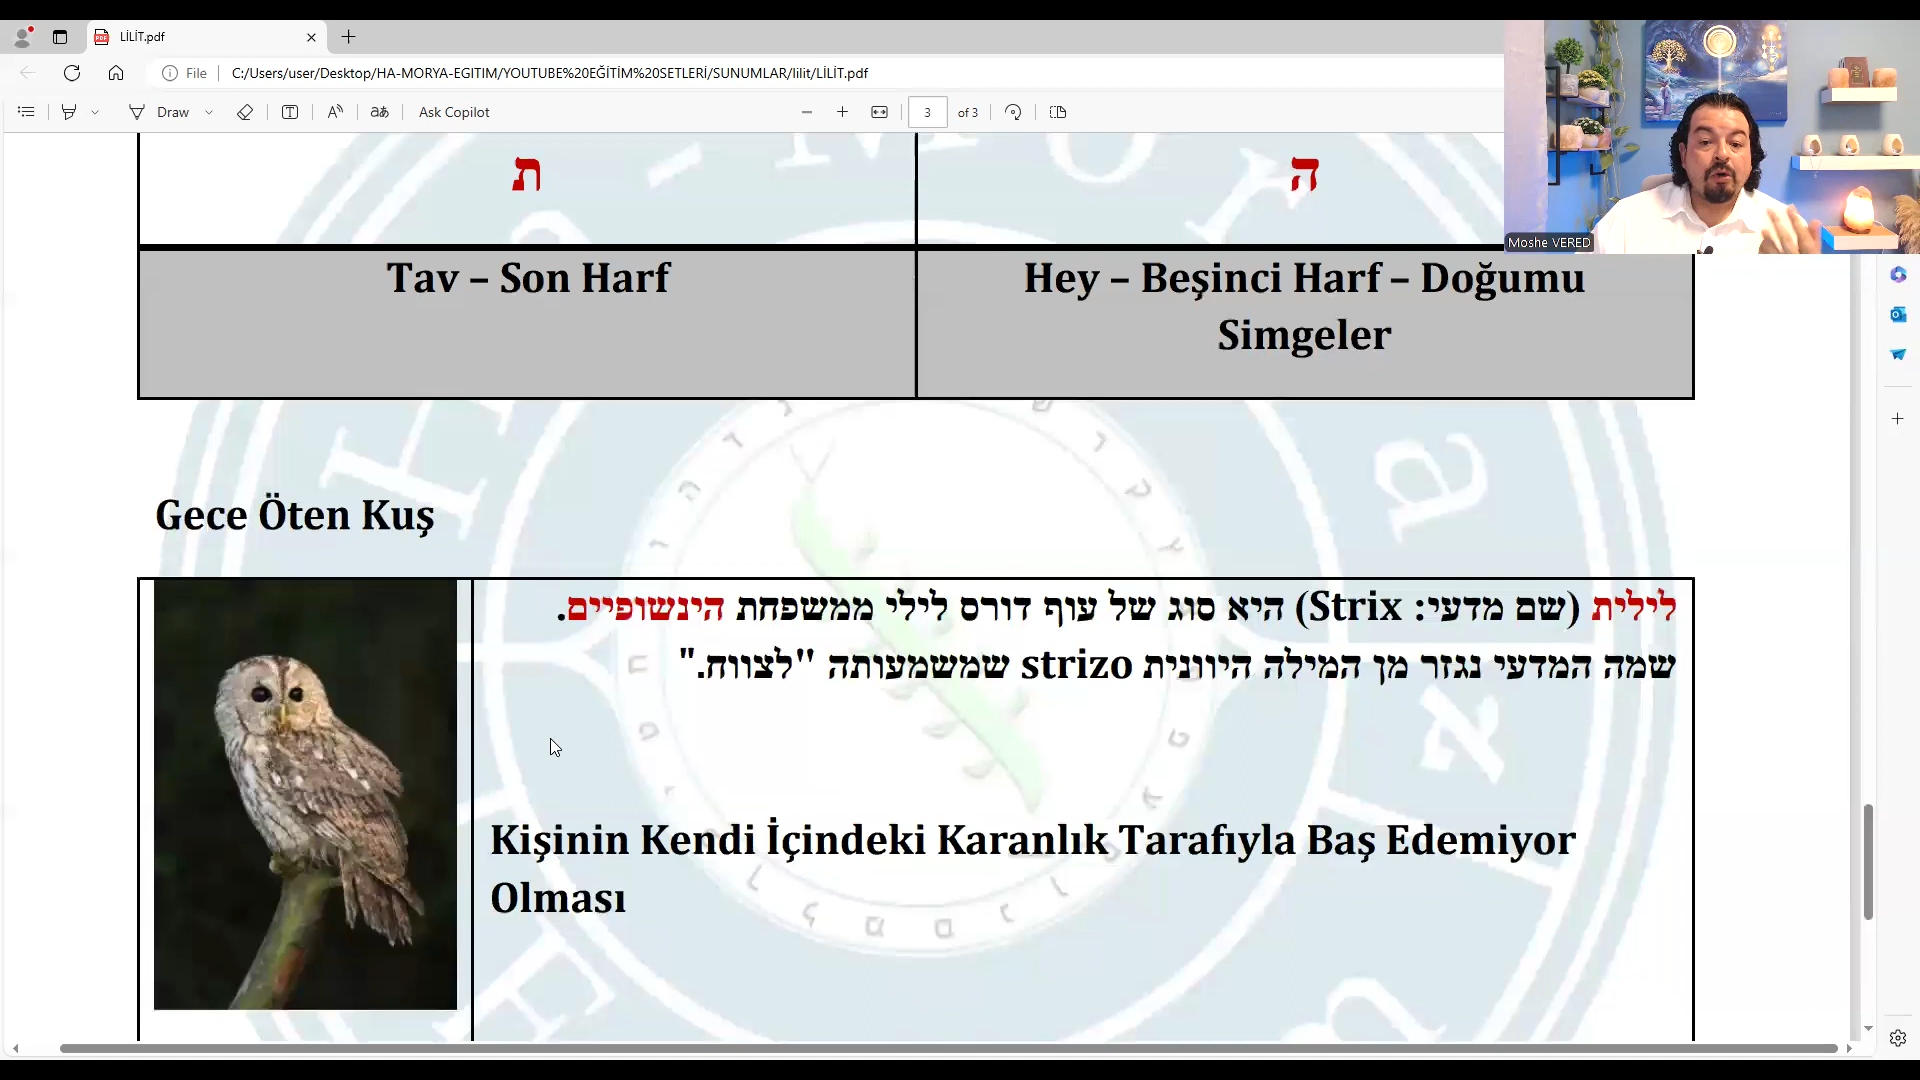 LİLİT.pdf
File
C:/Users/user/Desktop/HA-MORYA-EGITIM/YOUTUBE%20EĞİTİM%20SETLERİ/SUNUMLAR/lilit/LİLİT.pdf
Draw
Ask Copilot
3
of 3
Moshe VERED
ת
ה
Tav – Son Harf
Hey – Beşinci Harf – Doğumu
Simgeler
Gece Öten Kuş
לילית (שם מדעי: Strix) היא סוג של עוף דורס לילי ממשפחת הינשופיים.
שמה המדעי נגזר מן המילה היוונית strizo שמשמעותה "לצווח."
Kişinin Kendi İçindeki Karanlık Tarafıyla Baş Edemiyor
Olması